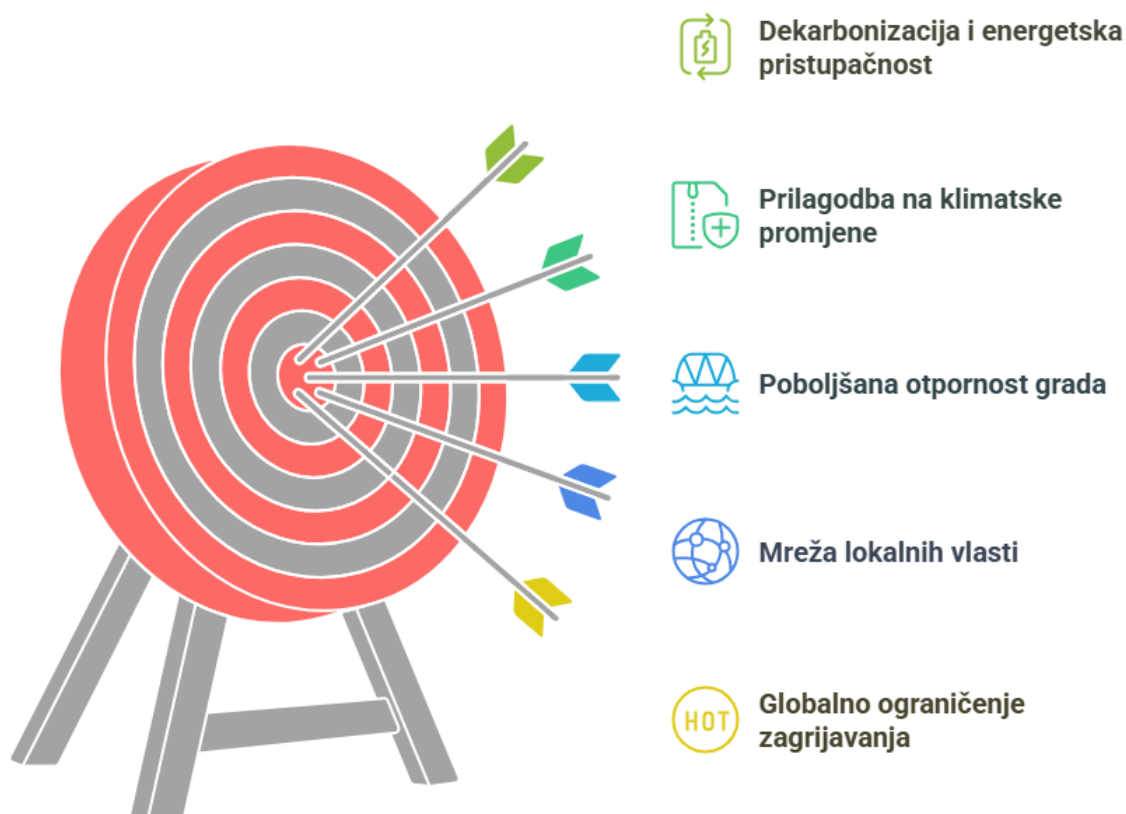 Dekarbonizacija i energetska
pristupačnost
Prilagodba na klimatske
promjene
Poboljšana otpornost grada
Mreža lokalnih vlasti
HOT
Globalno ograničenje
zagrijavanja